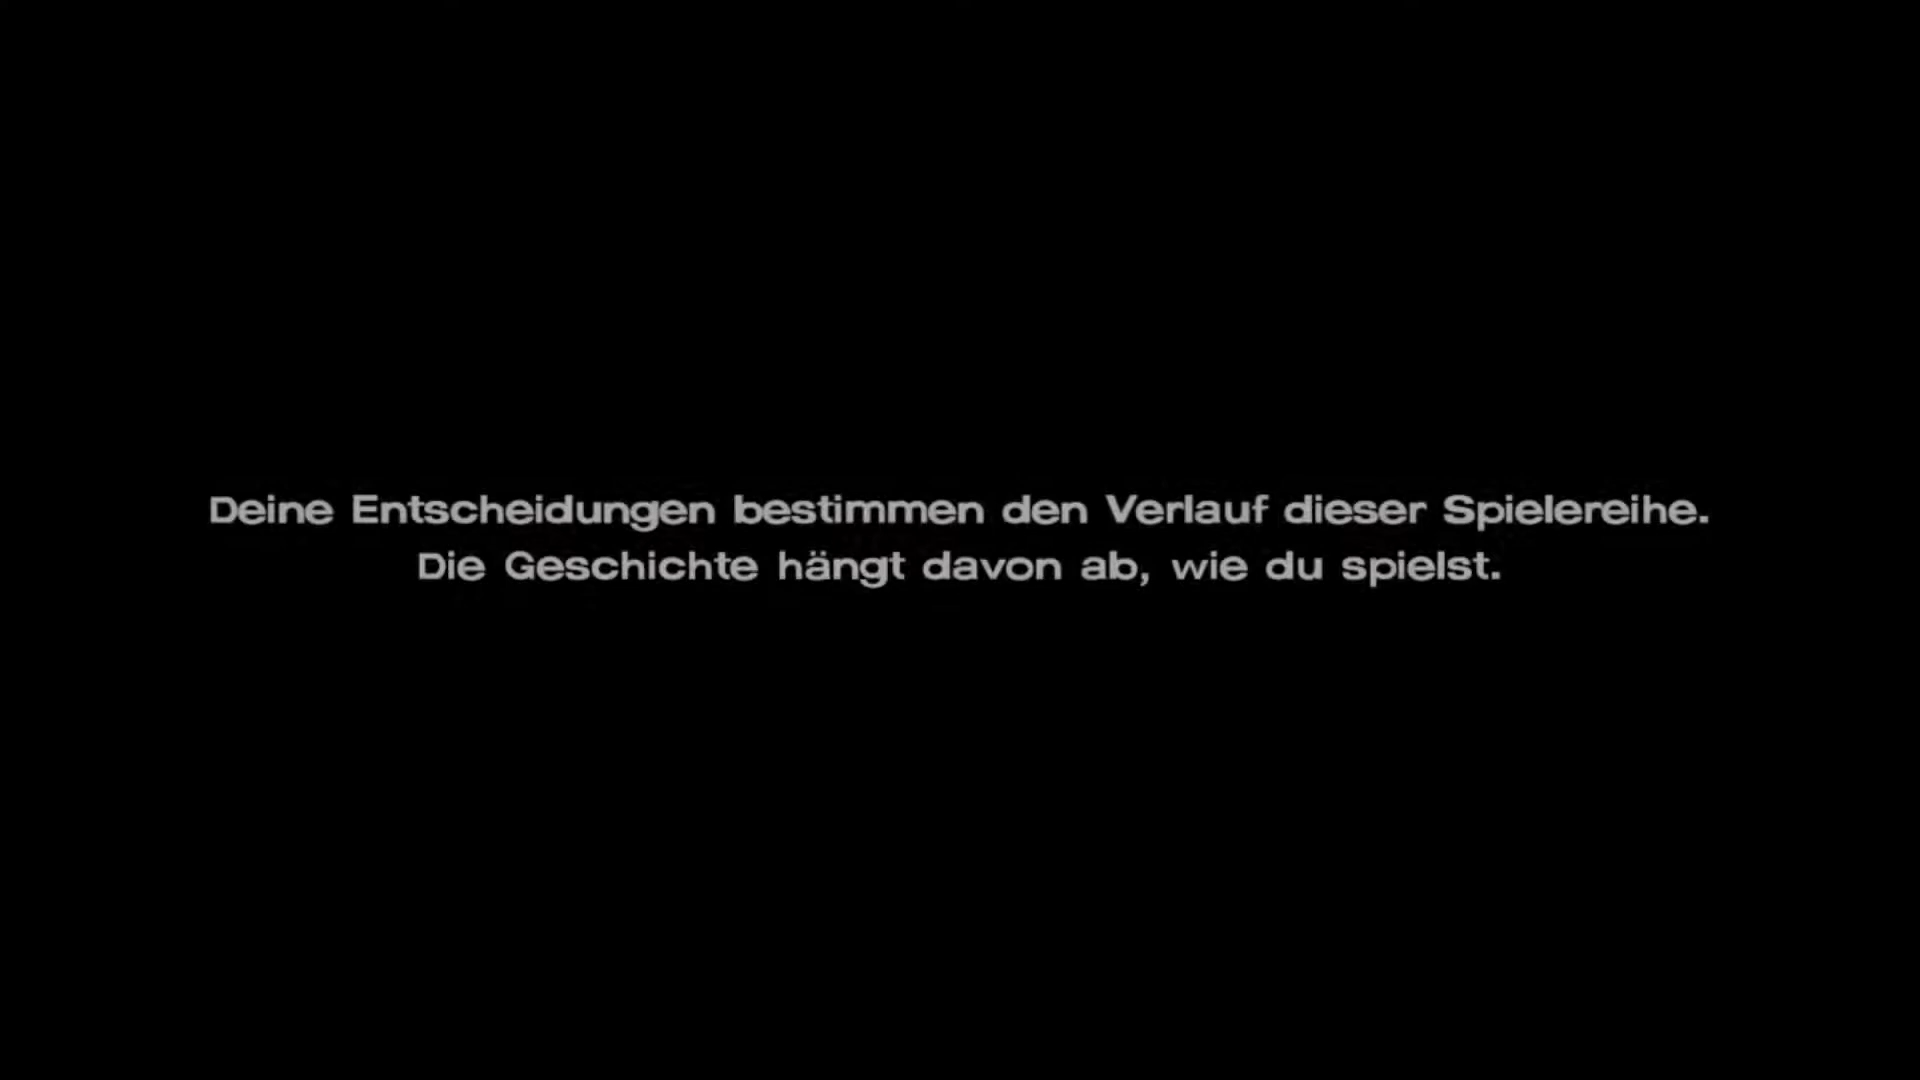 Deine Entscheidungen bestimmen den Verlauf dieser Spielereihe.
Die Geschichte hängt davon ab, wie du spielst.